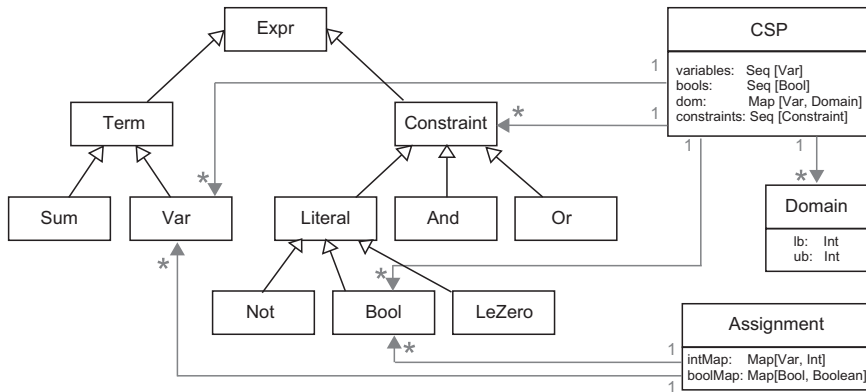 Expr
CSP
variables: Seq [Var]
bools: Seq [Bool]
dom: Map [Var, Domain]
constraints: Seq [Constraint]
1
1
1
1
Term
Constraint
*
*
*
Sum
Var
Literal
And
Or
Domain
lb: Int
ub: Int
*
*
Not
Bool
LeZero
*
Assignment
intMap: Map[Var, Int]
boolMap: Map[Bool, Boolean]
1
1